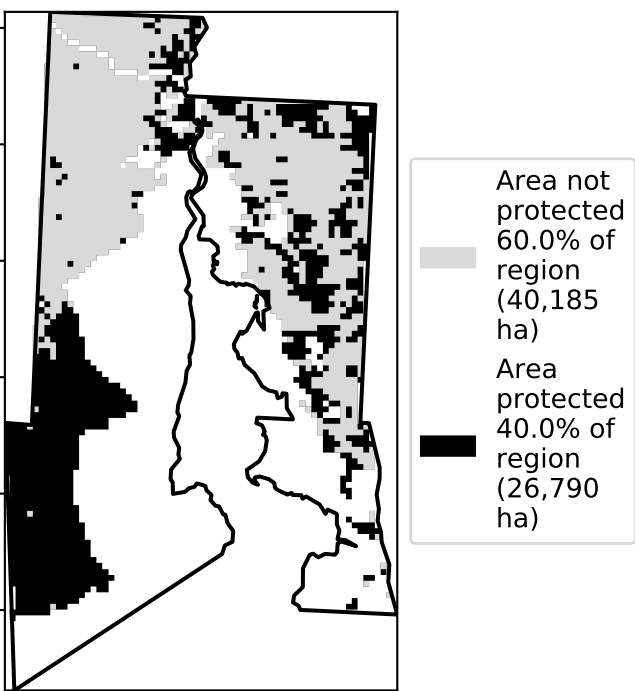 Area not
protected
60.0% of
region
(40,185
ha)
Area
protected
40.0% of
region
(26,790
ha)